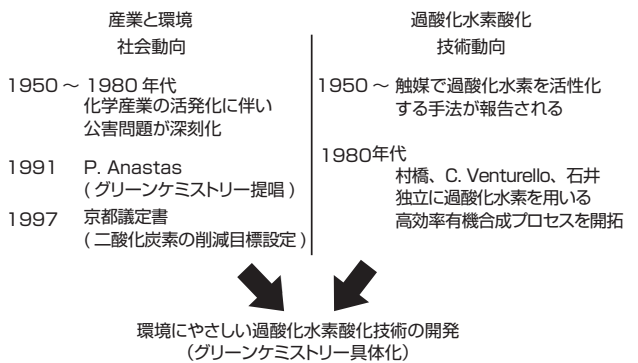 産業と環境
社会動向
1950 ~ 1980 年代
化学産業の活発化に伴い
公害問題が深刻化
1991 P. Anastas
( グリーンケミストリー提唱 )
1997 京都議定書
( 二酸化炭素の削減目標設定 )
過酸化水素酸化
技術動向
1950 ~ 触媒で過酸化水素を活性化
する手法が報告される
1980年代
村橋、C. Venturello、石井
独立に過酸化水素を用いる
高効率有機合成プロセスを開拓
環境にやさしい過酸化水素酸化技術の開発
(グリーンケミストリー具体化)